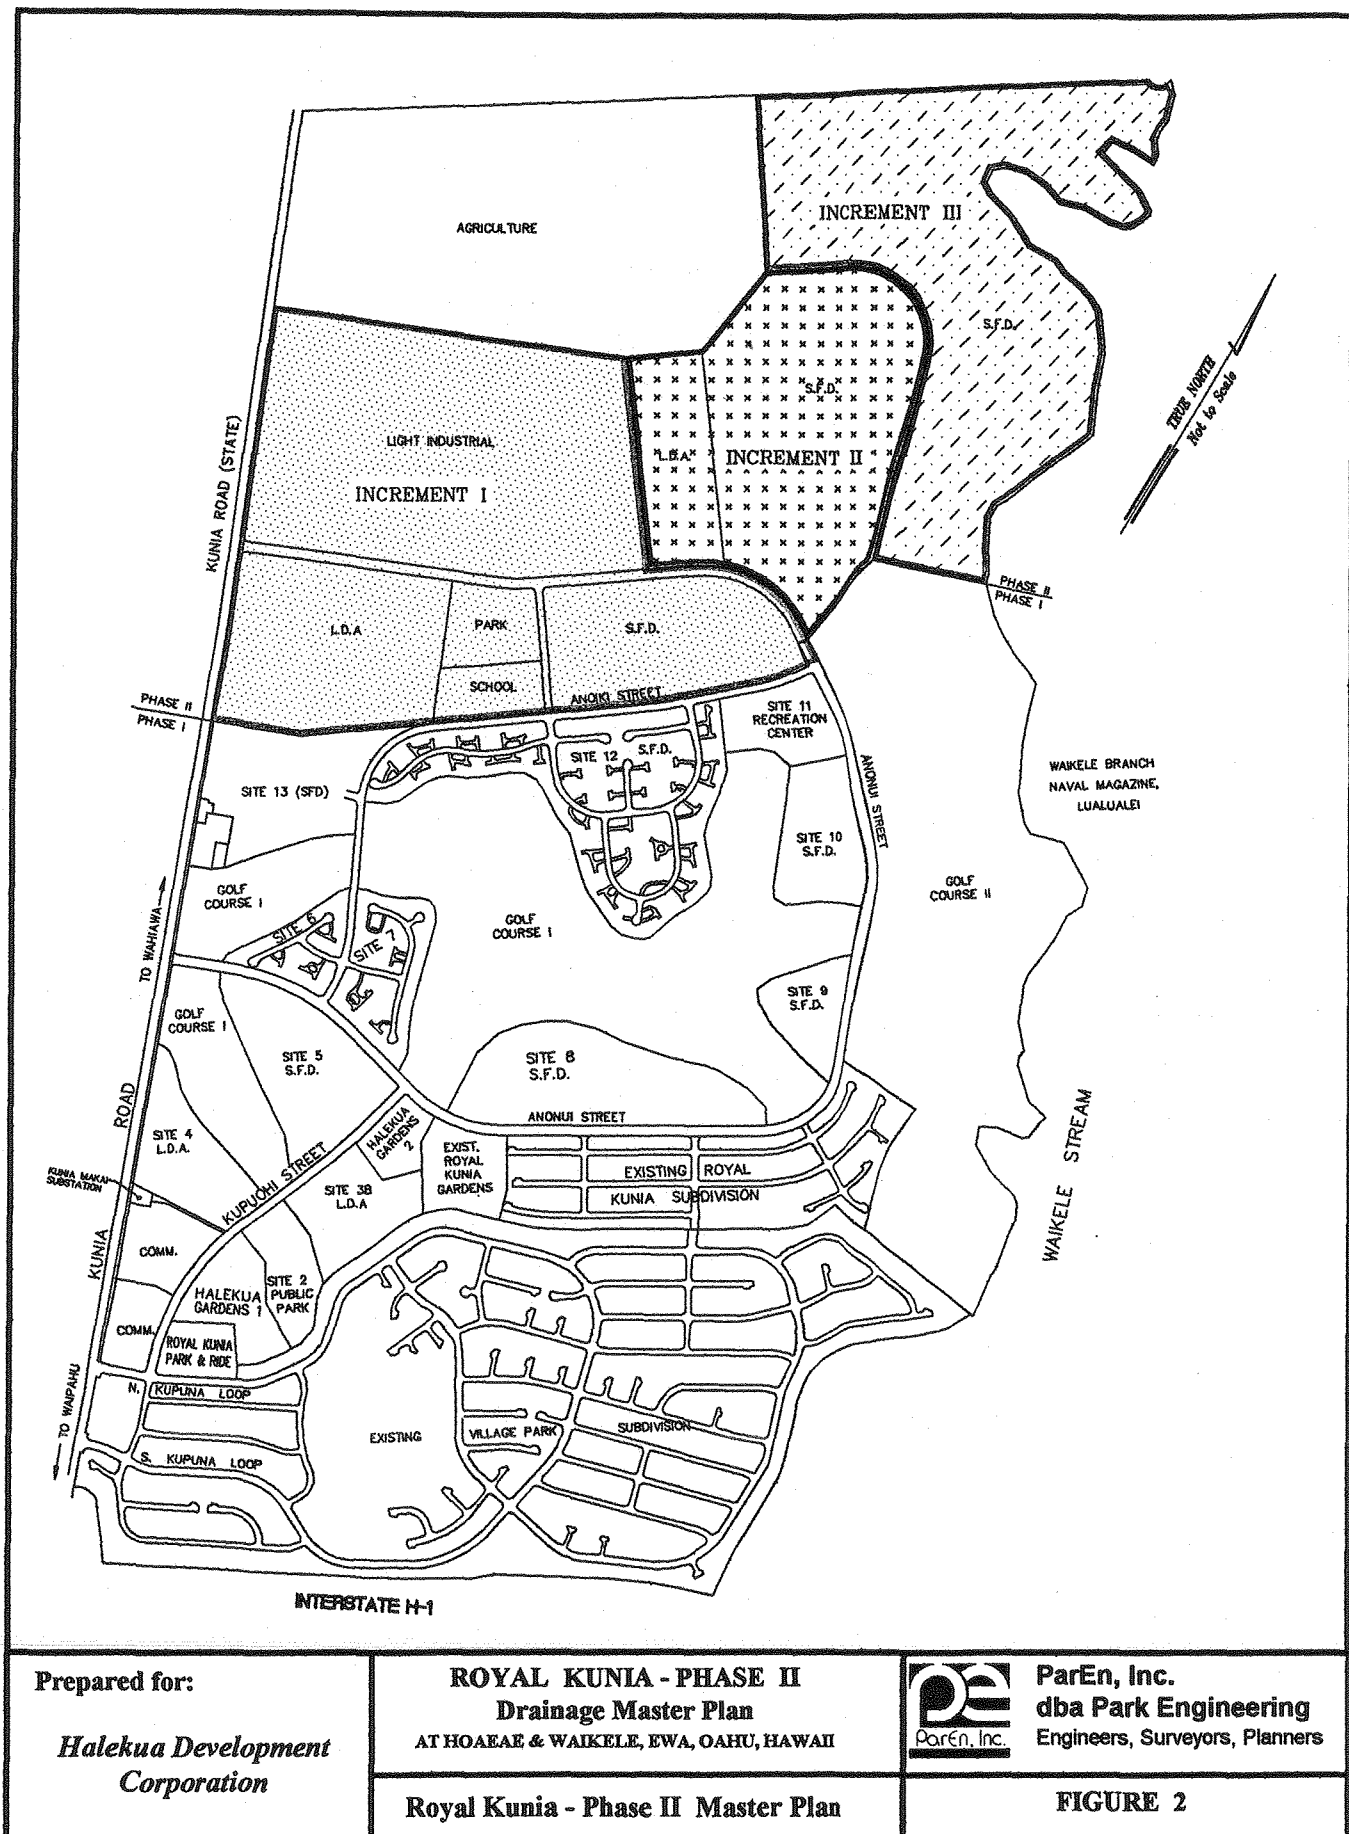 AGRICULTURE
INCREMENT III
S.F.D.
TRUE NORTH
Not to Scale
KUNIA ROAD (STATE)
LIGHT INDUSTRIAL
INCREMENT I
L.D.A.
S.F.D.
INCREMENT II
PHASE II
PHASE I
L.D.A
PARK
S.F.D.
SCHOOL
ANOIKI STREET
PHASE II
PHASE I
SITE 11
RECREATION
CENTER
SITE 12
S.F.D.
SITE 13 (SFD)
ANONUI STREET
WAIKELE BRANCH
NAVAL MAGAZINE,
LUALUALEI
SITE 10
S.F.D.
GOLF
COURSE I
GOLF
COURSE II
GOLF
COURSE I
SITE 6
SITE 7
TO WAHIAWA
SITE 9
S.F.D.
GOLF
COURSE I
SITE 5
S.F.D.
SITE 8
S.F.D.
ANONUI STREET
KUNIA ROAD
SITE 4
L.D.A.
HALEKUA
GARDENS
2
EXIST.
ROYAL
KUNIA
GARDENS
EXISTING ROYAL
KUNIA SUBDIVISION
WAIKELE STREAM
KUNIA MAKAI
SUBSTATION
KUPUOHI STREET
SITE 3B
L.D.A
COMM.
HALEKUA
GARDENS 1
SITE 2
PUBLIC
PARK
COMM.
ROYAL KUNIA
PARK & RIDE
TO WAIPAHU
N. KUPUNA LOOP
S. KUPUNA LOOP
EXISTING
VILLAGE PARK
SUBDIVISION
INTERSTATE H-1
Prepared for:
Halekua Development
Corporation
ROYAL KUNIA - PHASE II
Drainage Master Plan
AT HOAEAE & WAIKELE, EWA, OAHU, HAWAII
Royal Kunia - Phase II Master Plan
ParEn, Inc.
ParEn, Inc.
dba Park Engineering
Engineers, Surveyors, Planners
FIGURE 2